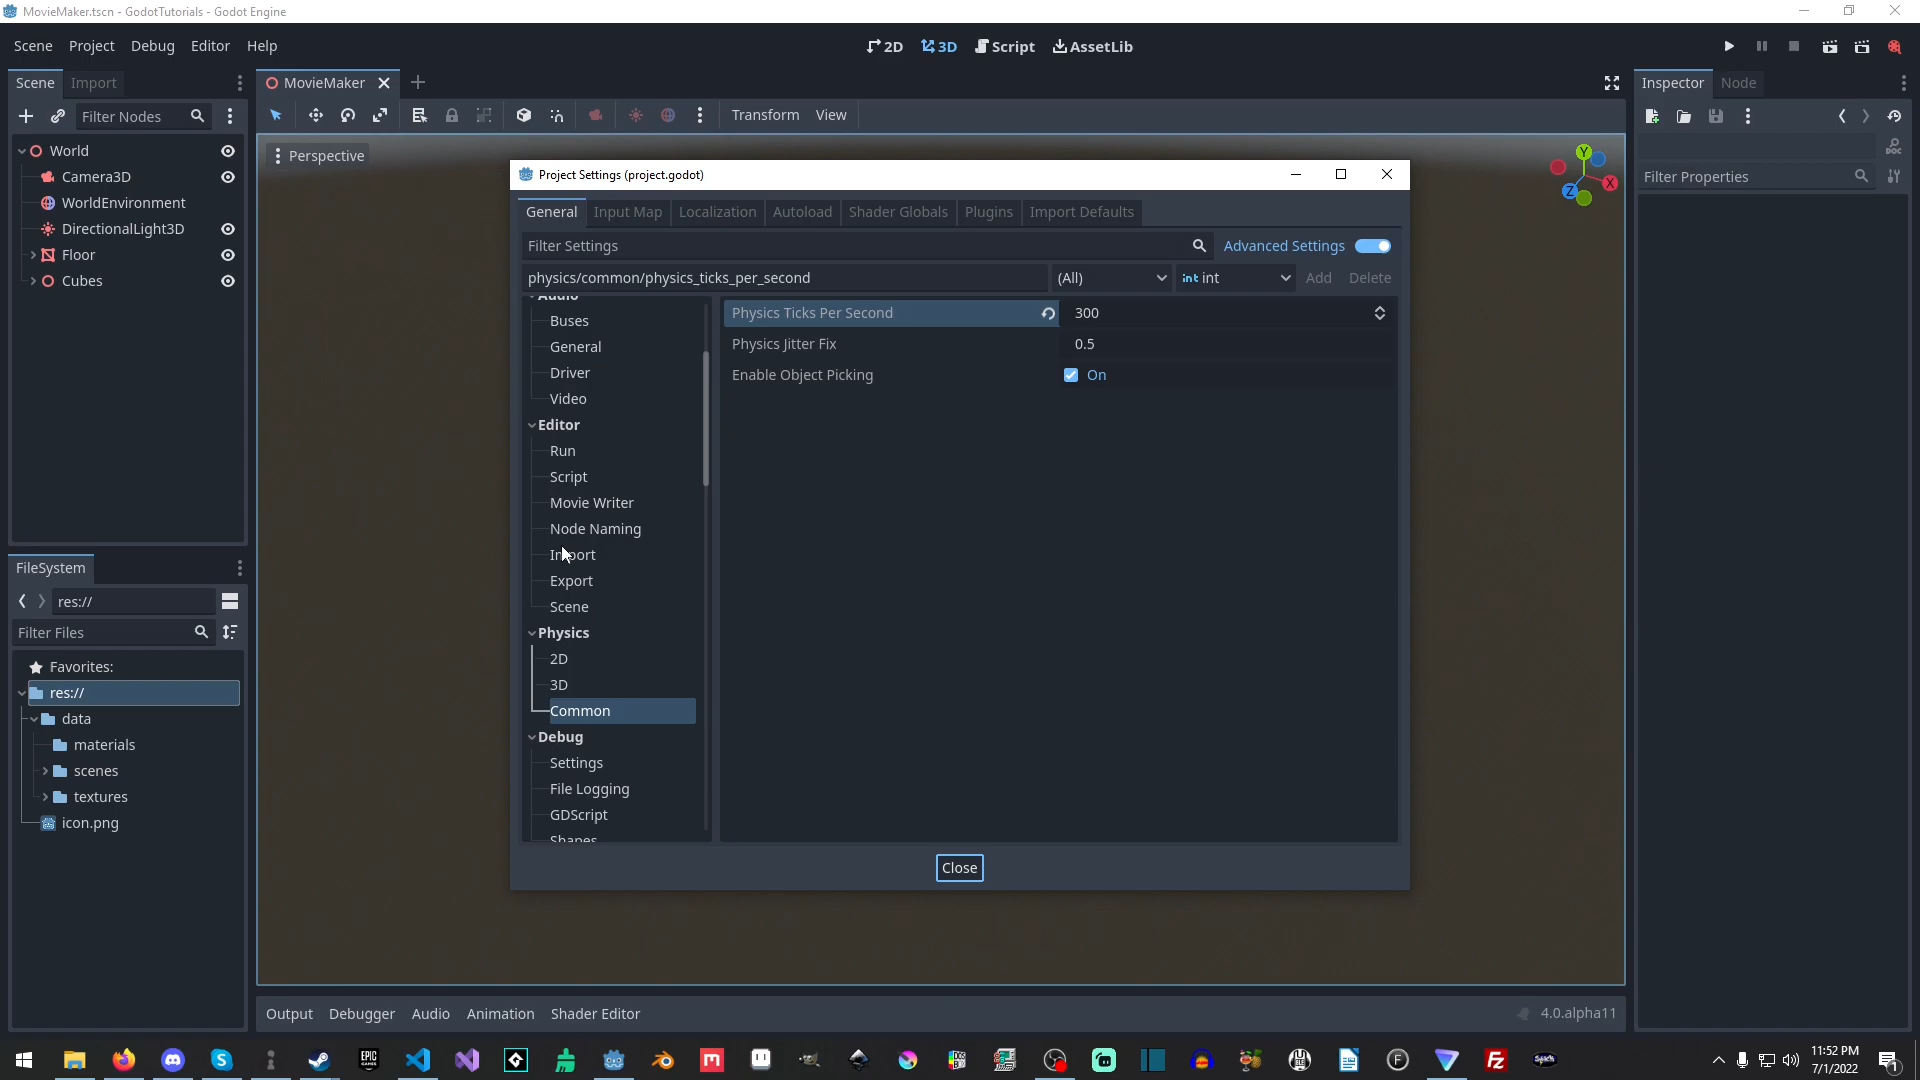 MovieMaker.tscn - GodotTutorials - Godot Engine
Scene Project Debug Editor Help
2D 3D Script AssetLib
Scene Import
MovieMaker
Inspector Node
Filter Nodes
Transform View
World
Camera3D
WorldEnvironment
DirectionalLight3D
Floor
Cubes
Perspective
Y
X
Z
DOC
Filter Properties
Project Settings (project.godot)
General Input Map Localization Autoload Shader Globals Plugins Import Defaults
Filter Settings
Advanced Settings
physics/common/physics_ticks_per_second
(All)
int int
Add Delete
Audio
Buses
General
Driver
Video
Editor
Run
Script
Movie Writer
Node Naming
Import
Export
Scene
Physics
2D
3D
Common
Debug
Settings
File Logging
GDScript
Shapes
Physics Ticks Per Second 300
Physics Jitter Fix 0.5
Enable Object Picking On
Close
FileSystem
res://
Filter Files
Favorites:
res://
data
materials
scenes
textures
icon.png
Output Debugger Audio Animation Shader Editor
4.0.alpha11
EPIC GAMES
11:52 PM
7/1/2022
1